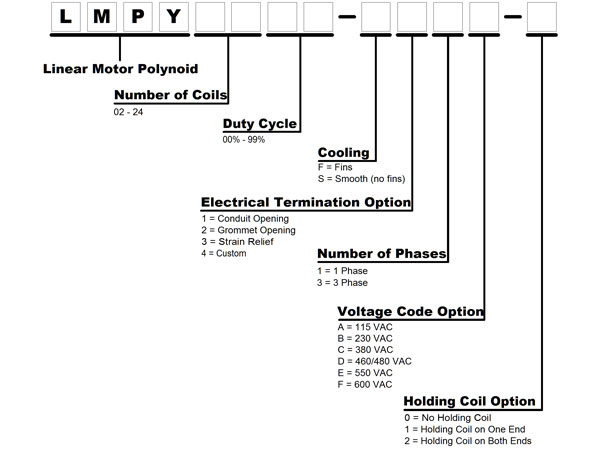 L M P Y – –
Linear Motor Polynoid
Number of Coils
02 - 24
Duty Cycle
00% - 99%
Cooling
F = Fins
S = Smooth (no fins)
Electrical Termination Option
1 = Conduit Opening
2 = Grommet Opening
3 = Strain Relief
4 = Custom
Number of Phases
1 = 1 Phase
3 = 3 Phase
Voltage Code Option
A = 115 VAC
B = 230 VAC
C = 380 VAC
D = 460/480 VAC
E = 550 VAC
F = 600 VAC
Holding Coil Option
0 = No Holding Coil
1 = Holding Coil on One End
2 = Holding Coil on Both Ends